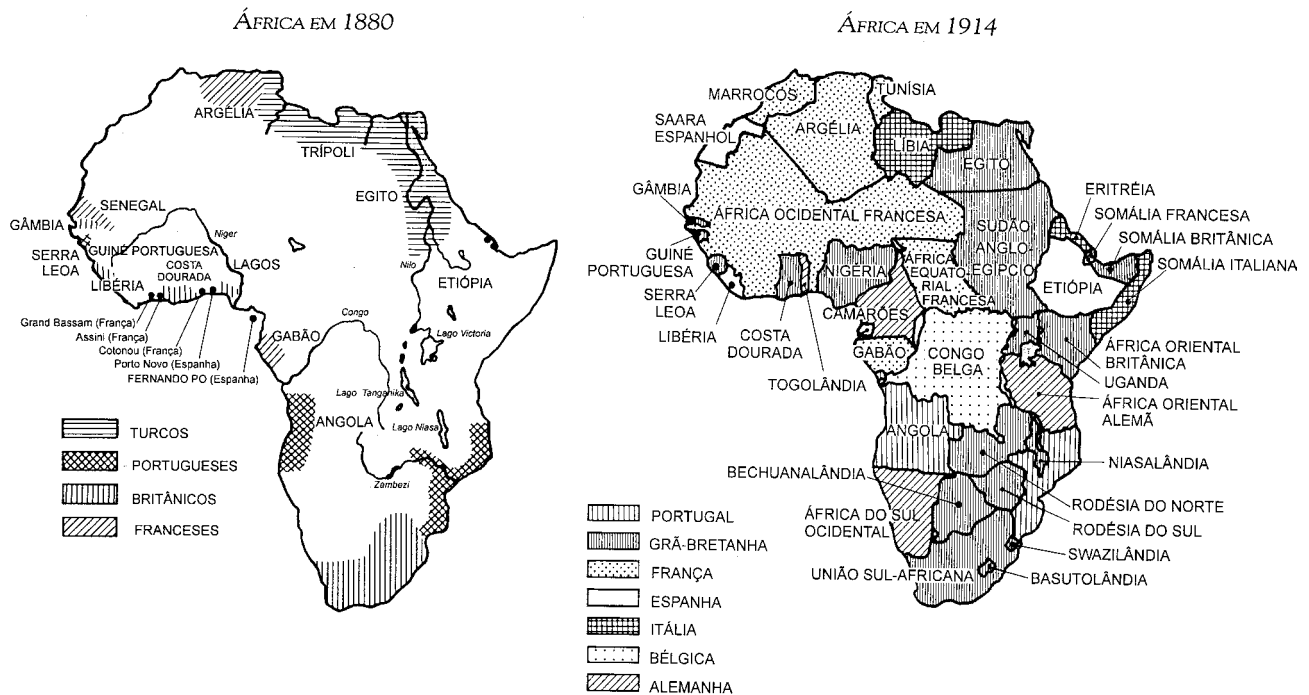 ÁFRICA EM 1880
ARGÉLIA
TRÍPOLI
EGITO
SENEGAL
GÂMBIA
Niger
GUINÉ PORTUGUESA
SERRA
LEOA
COSTA
DOURADA
LAGOS
LIBÉRIA
Nilo
ETIÓPIA
Grand Bassam (França)
Assini (França)
Cotonou (França)
Porto Novo (Espanha)
FERNANDO PO (Espanha)
GABÃO
Congo
Lago Victoria
Lago Tanganika
ANGOLA
Lago Niasa
Zambezi
TURCOS
PORTUGUESES
BRITÂNICOS
FRANCESES
ÁFRICA EM 1914
MARROCOS
TUNÍSIA
SAARA
ESPANHOL
ARGÉLIA
LÍBIA
EGITO
GÂMBIA
ÁFRICA OCIDENTAL FRANCESA
ERITRÉIA
SOMÁLIA FRANCESA
SOMÁLIA BRITÂNICA
SOMÁLIA ITALIANA
SUDÃO
ANGLO-
EGÍPCIO
GUINÉ
PORTUGUESA
NIGÉRIA
ÁFRICA
EQUATO
RIAL
FRANCESA
ETIÓPIA
SERRA
LEOA
LIBÉRIA
COSTA
DOURADA
CAMARÕES
GABÃO
TOGOLÂNDIA
CONGO
BELGA
ÁFRICA ORIENTAL
BRITÂNICA
UGANDA
ÁFRICA ORIENTAL
ALEMÃ
ANGOLA
BECHUANALÂNDIA
NIASALÂNDIA
RODÉSIA DO NORTE
RODÉSIA DO SUL
ÁFRICA DO SUL
OCIDENTAL
SWAZILÂNDIA
BASUTOLÂNDIA
UNIÃO SUL-AFRICANA
PORTUGAL
GRÃ-BRETANHA
FRANÇA
ESPANHA
ITÁLIA
BÉLGICA
ALEMANHA